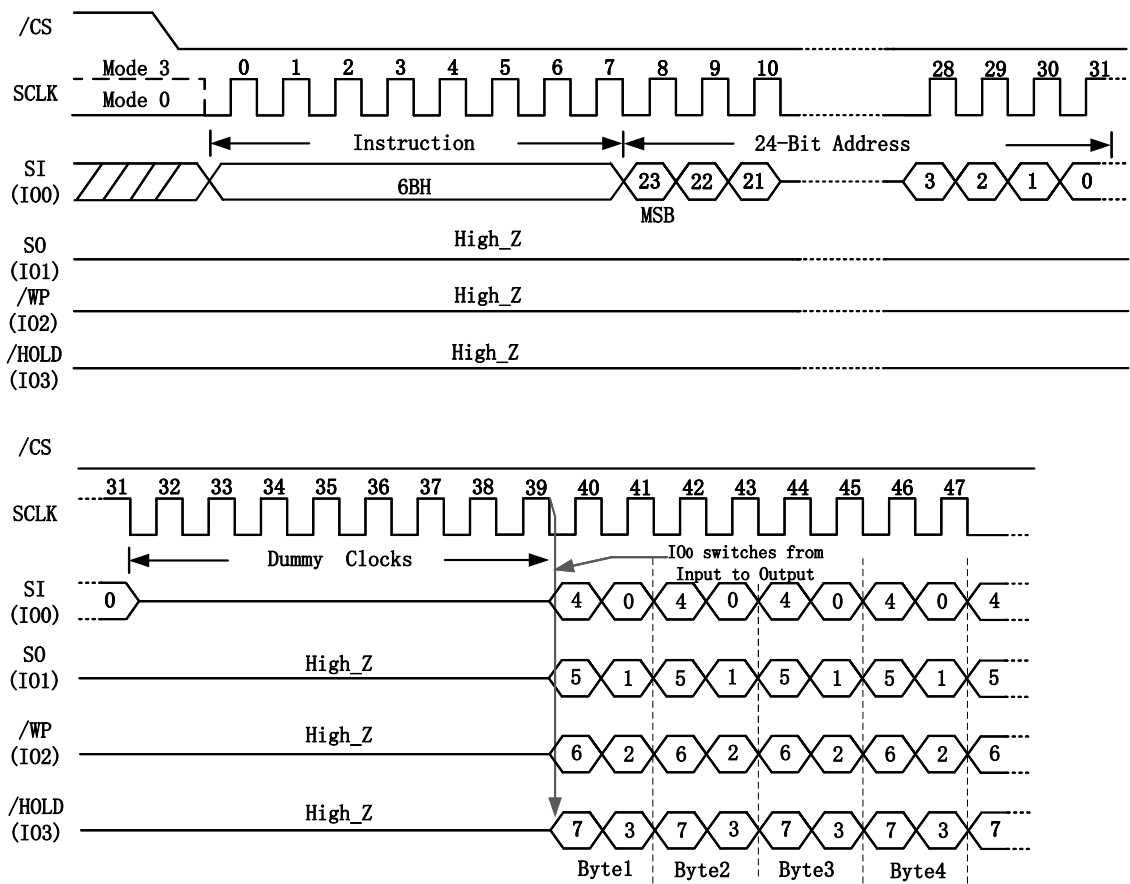 /CS
Mode 3 0 1 2 3 4 5 6 7 8 9 10 28 29 30 31
SCLK
Mode 0
Instruction 24-Bit Address
SI
(IO0)
6BH 23 22 21 3 2 1 0
MSB
SO
(IO1)
High_Z
/WP
(IO2)
High_Z
/HOLD
(IO3)
High_Z
/CS
31 32 33 34 35 36 37 38 39 40 41 42 43 44 45 46 47
SCLK
Dummy Clocks
IOo switches from
Input to Output
SI
(IO0)
0 4 0 4 0 4 0 4 0 4
SO
(IO1)
High_Z
5 1 5 1 5 1 5 1 5
/WP
(IO2)
High_Z
6 2 6 2 6 2 6 2 6
/HOLD
(IO3)
High_Z
7 3 7 3 7 3 7 3 7
Byte1 Byte2 Byte3 Byte4